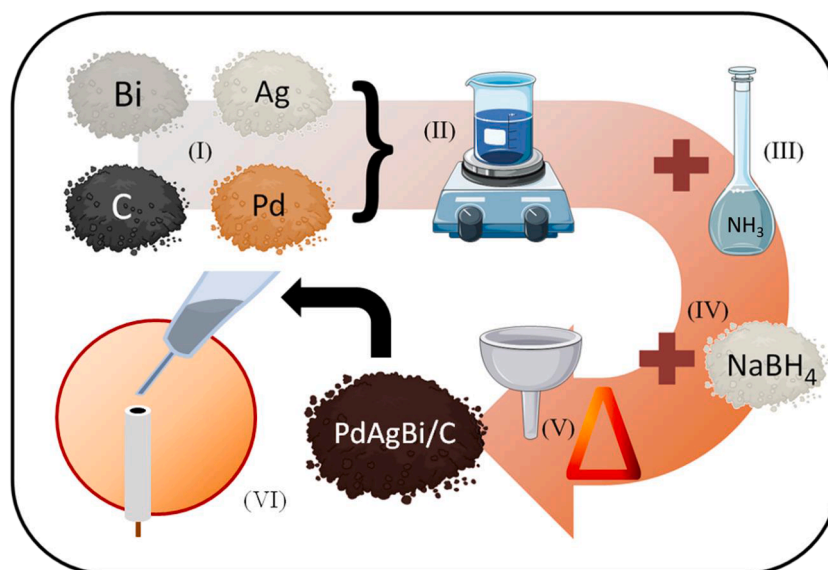 Bi
Ag
(I)
C
Pd
(II)
(III)
NH₃
(IV)
NaBH₄
(V)
PdAgBi/C
(VI)